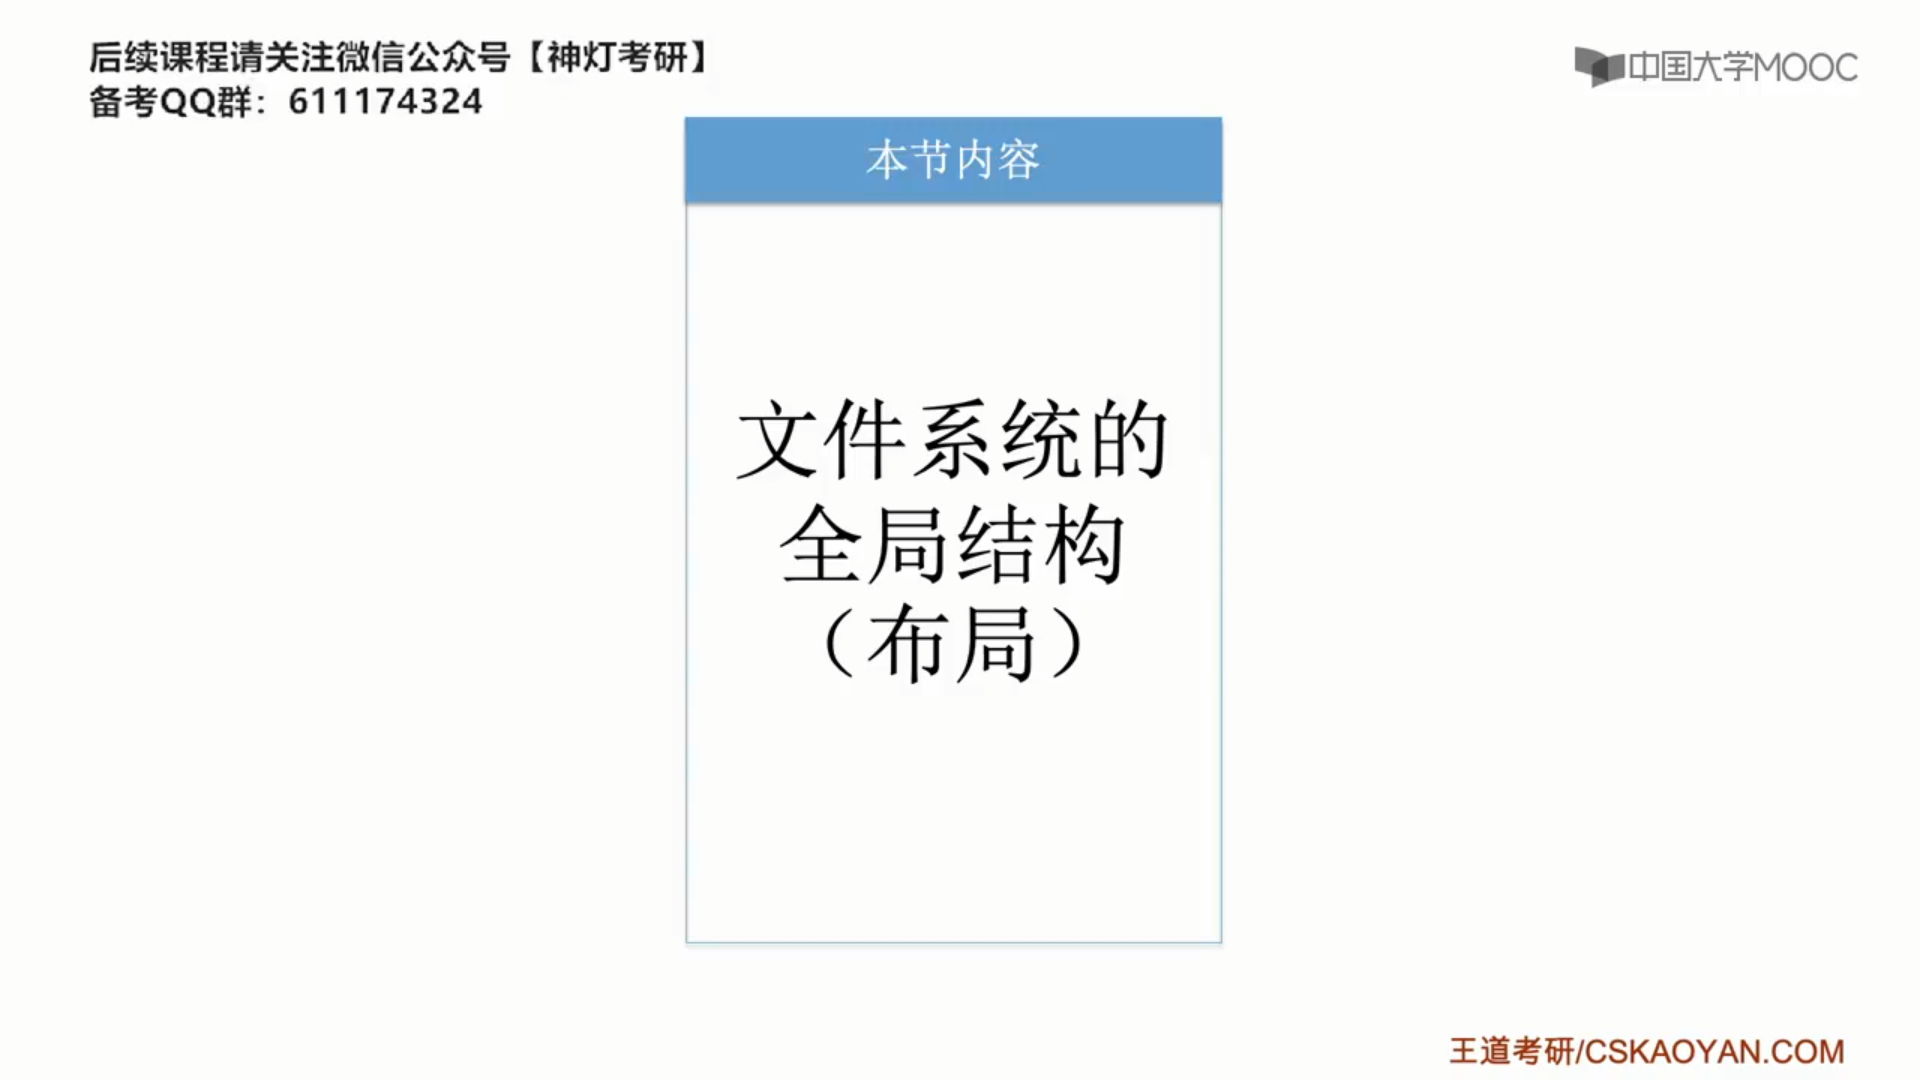 后续课程请关注微信公众号【神灯考研】
备考QQ群：611174324
中国大学MOOC
本节内容
文件系统的
全局结构
（布局）
王道考研/CSKAOYAN.COM